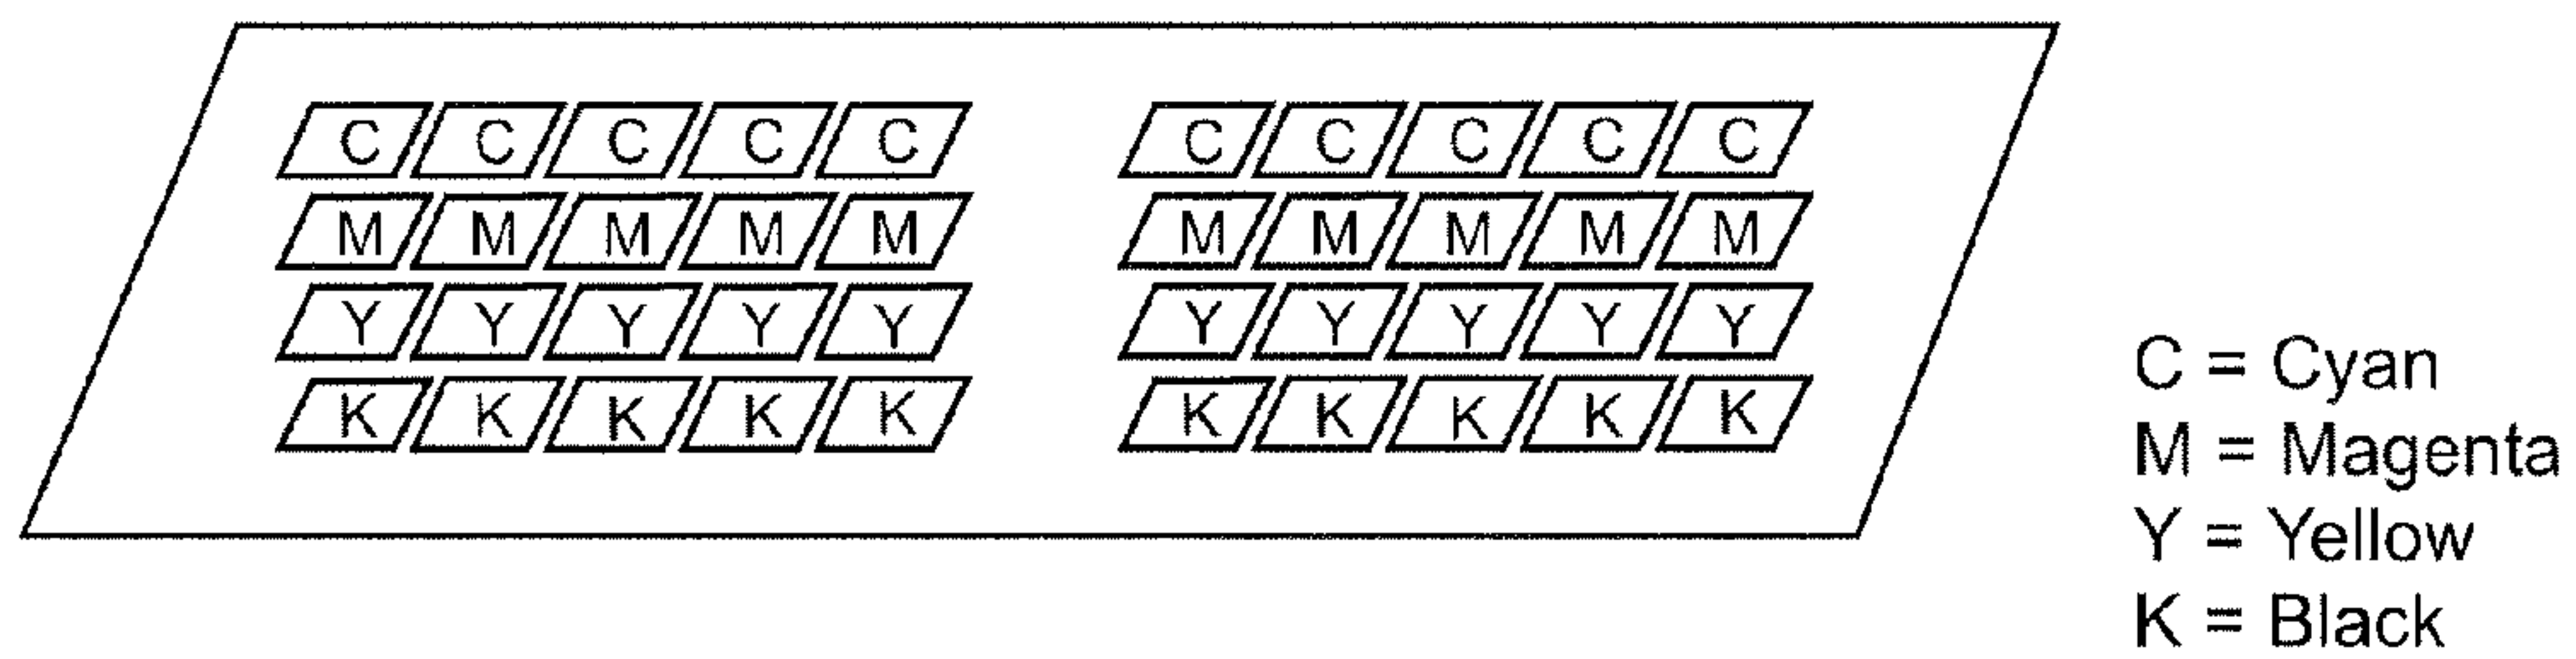 C C C C C C C C C C
M M M M M M M M M M
Y Y Y Y Y Y Y Y Y Y
K K K K K K K K K K
C = Cyan
M = Magenta
Y = Yellow
K = Black